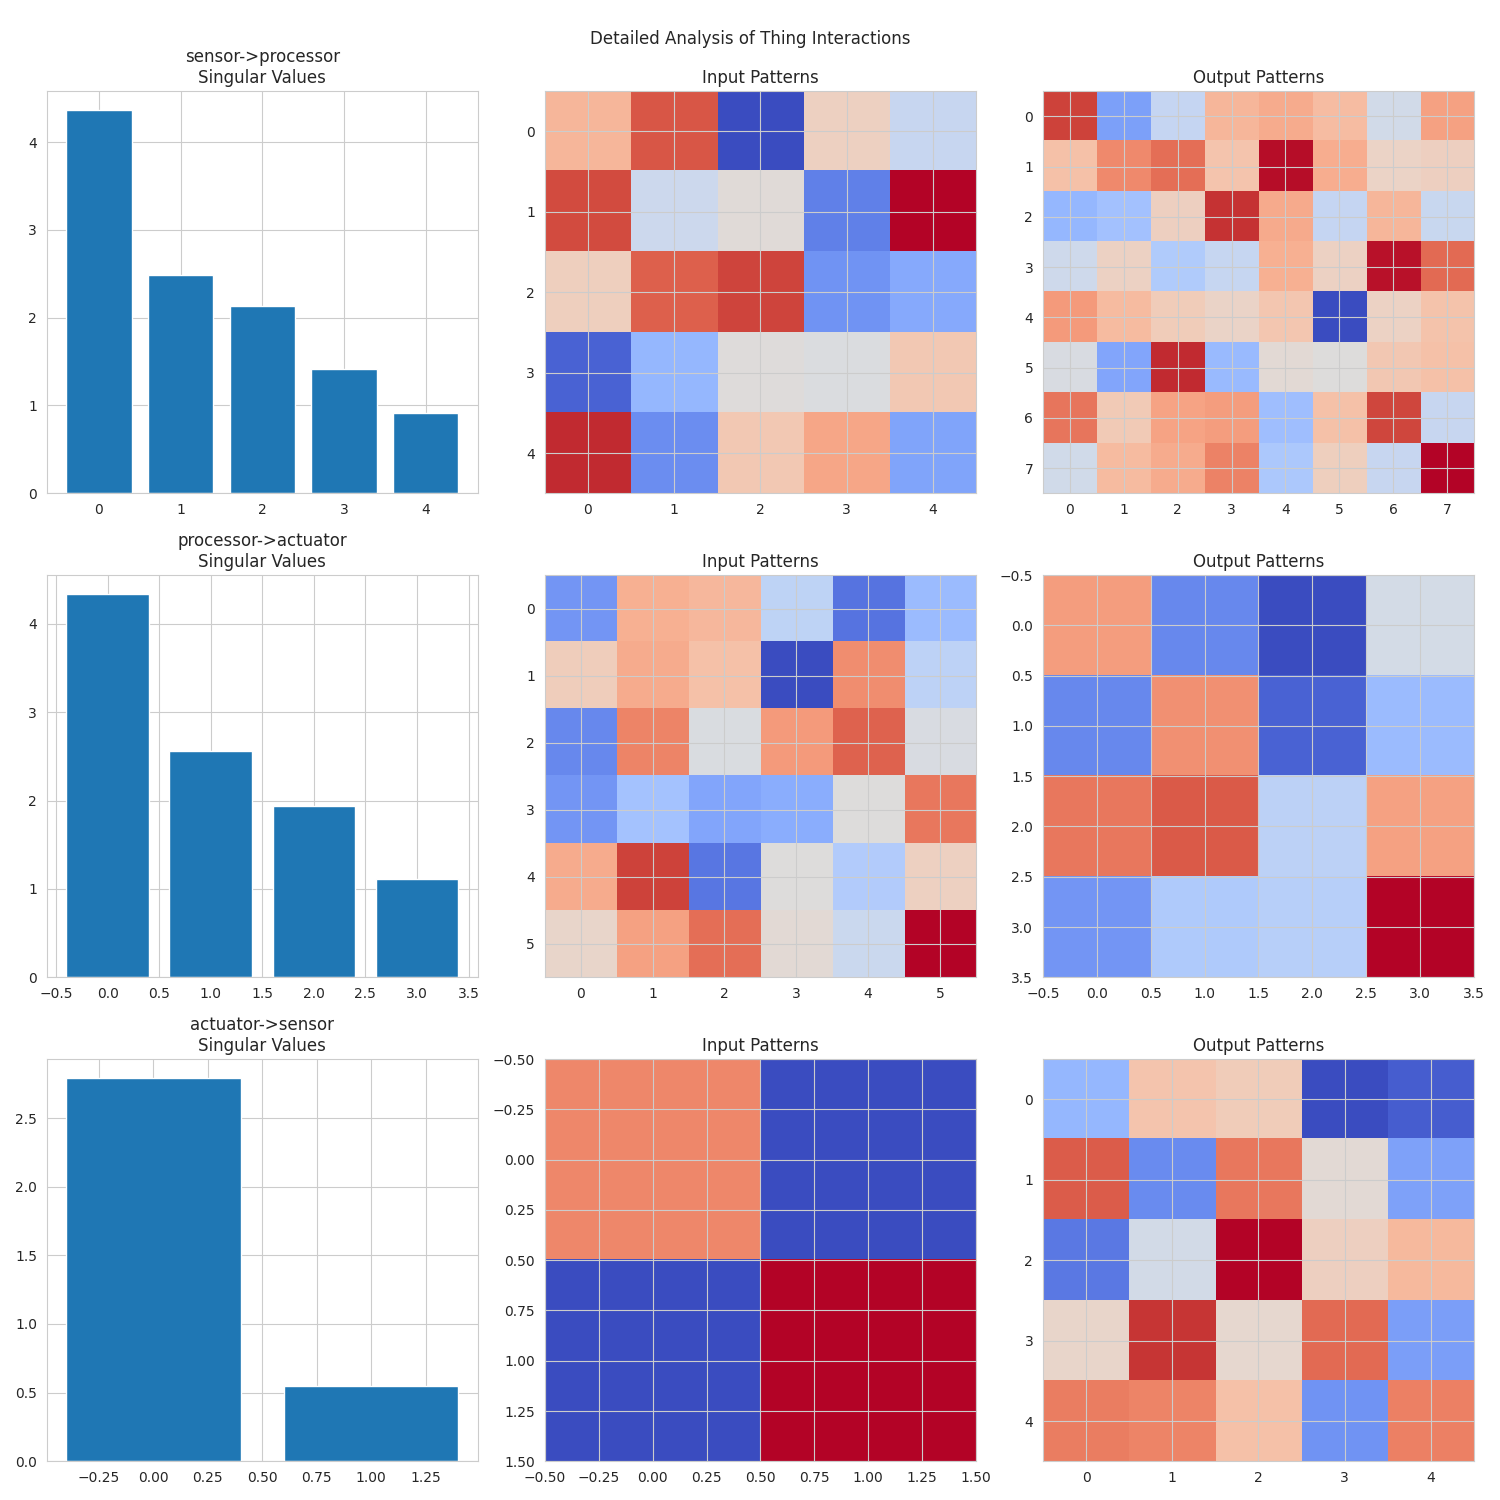 Detailed Analysis of Thing Interactions
sensor->processor
Singular Values
4
3
2
1
0
0 1 2 3 4
Input Patterns
0
1
2
3
4
0 1 2 3 4
Output Patterns
0
1
2
3
4
5
6
7
0 1 2 3 4 5 6 7
processor->actuator
Singular Values
4
3
2
1
0
−0.5 0.0 0.5 1.0 1.5 2.0 2.5 3.0 3.5
Input Patterns
0
1
2
3
4
5
0 1 2 3 4 5
Output Patterns
−0.5
0.0
0.5
1.0
1.5
2.0
2.5
3.0
3.5
−0.5 0.0 0.5 1.0 1.5 2.0 2.5 3.0 3.5
actuator->sensor
Singular Values
2.5
2.0
1.5
1.0
0.5
0.0
−0.25 0.00 0.25 0.50 0.75 1.00 1.25
Input Patterns
−0.50
−0.25
0.00
0.25
0.50
0.75
1.00
1.25
1.50
−0.50 −0.25 0.00 0.25 0.50 0.75 1.00 1.25 1.50
Output Patterns
0
1
2
3
4
0 1 2 3 4